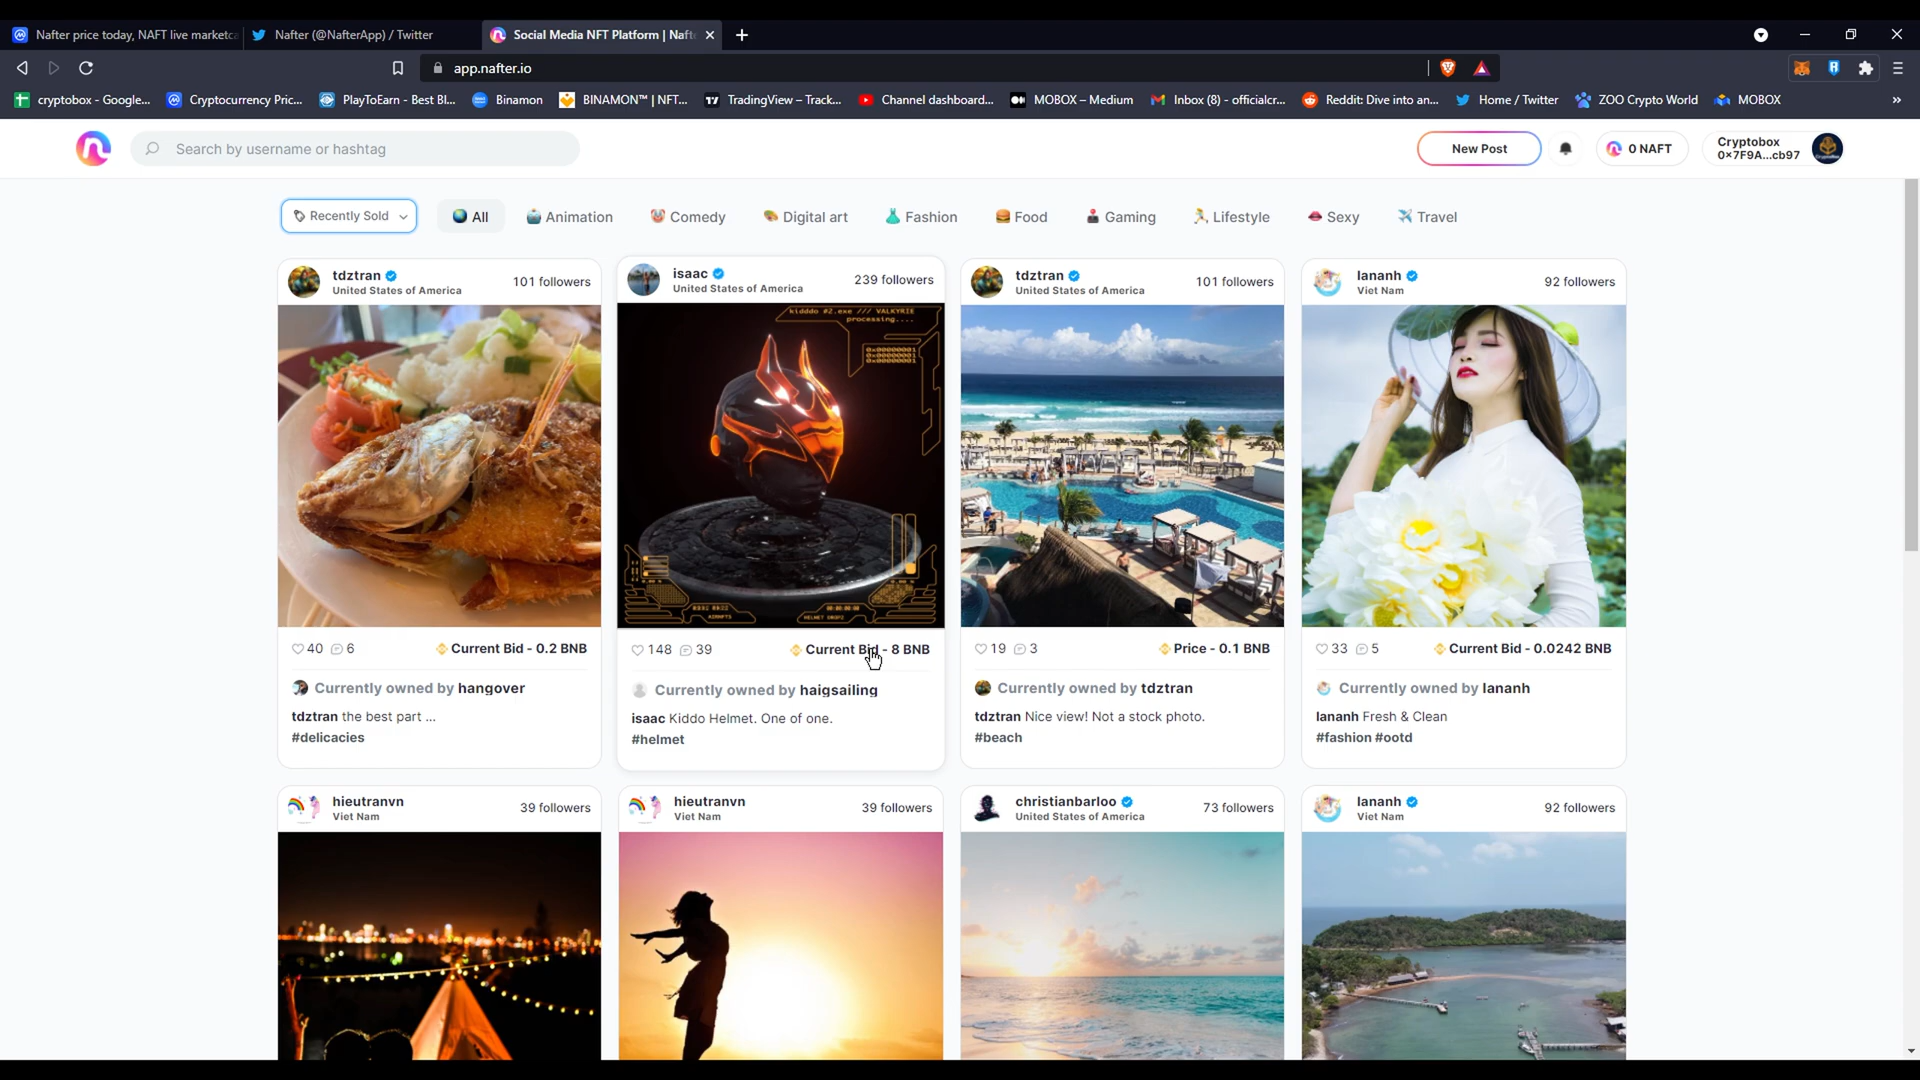 Nafter price today, NAFT live marketca
Nafter (@NafterApp) / Twitter
Social Media NFT Platform | Naft
app.nafter.io
cryptobox - Google...
Cryptocurrency Pric...
PlayToEarn - Best Bl...
Binamon
BINAMON™ | NFT...
TradingView – Track...
Channel dashboard...
MOBOX – Medium
Inbox (8) - officialcr...
Reddit: Dive into an...
Home / Twitter
ZOO Crypto World
MOBOX
Search by username or hashtag
New Post
0 NAFT
Cryptobox
0x7F9A...cb97
Recently Sold
All
Animation
Comedy
Digital art
Fashion
Food
Gaming
Lifestyle
Sexy
Travel
tdztran
United States of America
101 followers
isaac
United States of America
239 followers
tdztran
United States of America
101 followers
lananh
Viet Nam
92 followers
kidddo #2.exe /// VALKYRIE
processing....
40 6 Current Bid - 0.2 BNB
Currently owned by hangover
tdztran the best part ...
#delicacies
148 39 Current Bid - 8 BNB
Currently owned by haigsailing
isaac Kiddo Helmet. One of one.
#helmet
19 3 Price - 0.1 BNB
Currently owned by tdztran
tdztran Nice view! Not a stock photo.
#beach
33 5 Current Bid - 0.0242 BNB
Currently owned by lananh
lananh Fresh & Clean
#fashion #ootd
hieutranvn
Viet Nam
39 followers
hieutranvn
Viet Nam
39 followers
christianbarloo
United States of America
73 followers
lananh
Viet Nam
92 followers